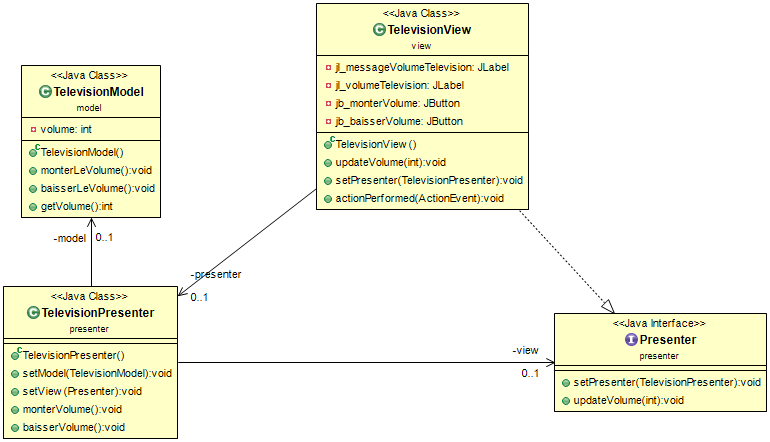 <<Java Class>>
TelevisionView
view
jl_messageVolumeTelevision: JLabel
jl_volumeTelevision: JLabel
jb_monterVolume: JButton
jb_baisserVolume: JButton
TelevisionView()
updateVolume(int):void
setPresenter(TelevisionPresenter):void
actionPerformed(ActionEvent):void
<<Java Class>>
TelevisionModel
model
volume: int
TelevisionModel()
monterLeVolume():void
baisserLeVolume():void
getVolume():int
-model
0..1
-presenter
0..1
<<Java Class>>
TelevisionPresenter
presenter
TelevisionPresenter()
setModel(TelevisionModel):void
setView(Presenter):void
monterVolume():void
baisserVolume():void
-view
0..1
<<Java Interface>>
Presenter
presenter
setPresenter(TelevisionPresenter):void
updateVolume(int):void